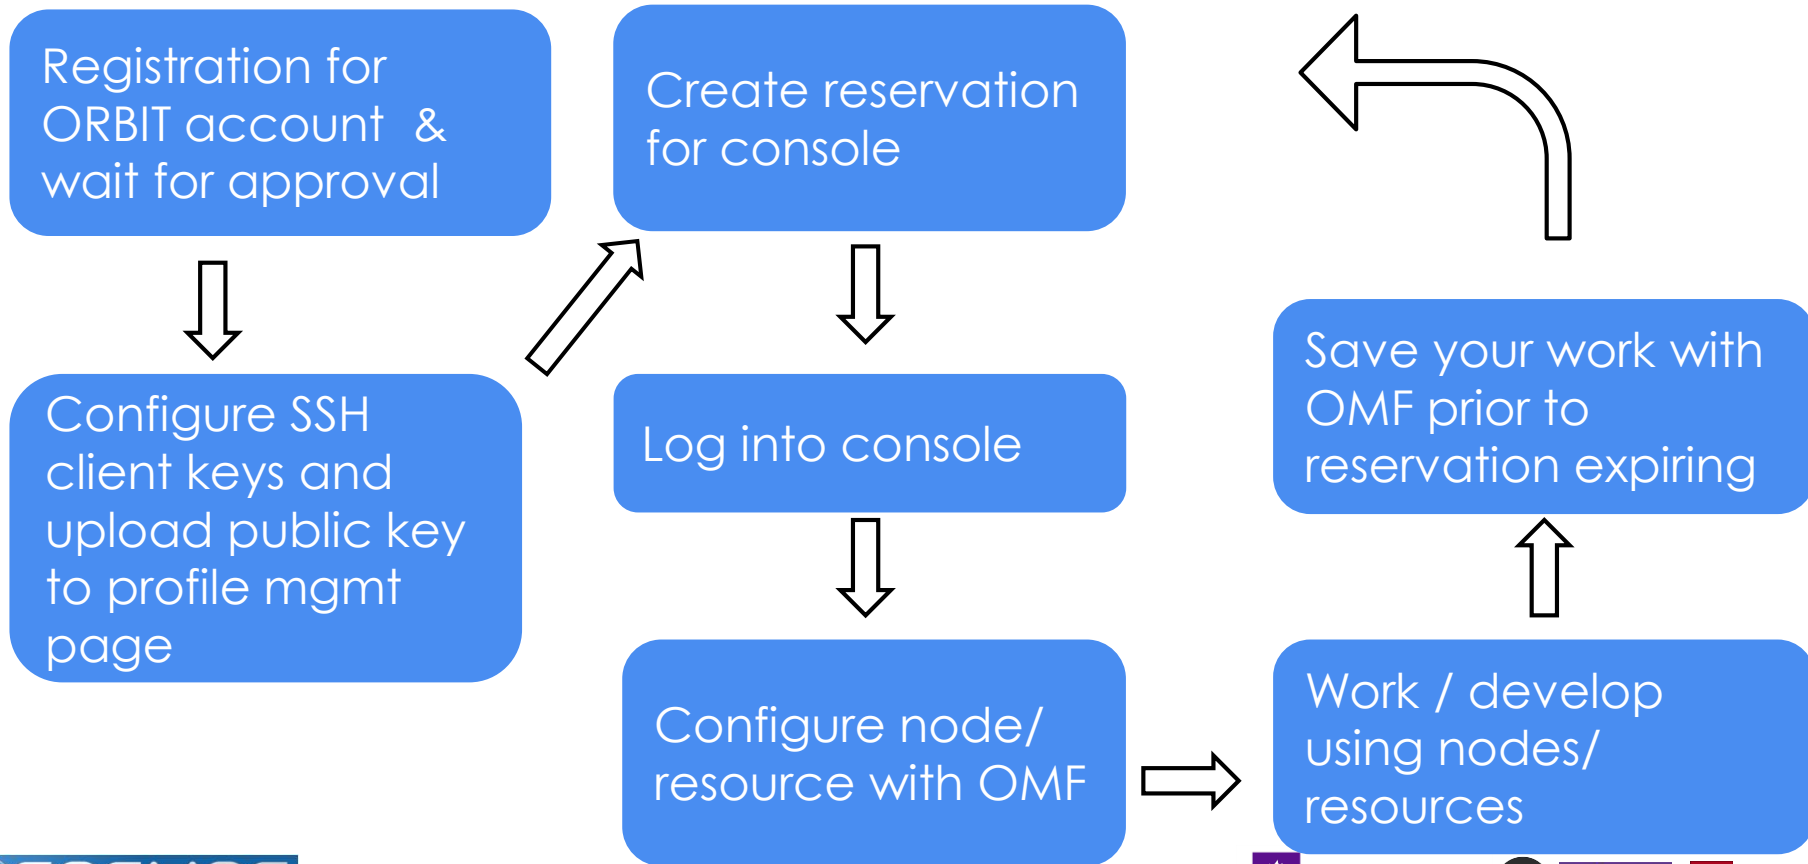 Registration for
ORBIT account & 
wait for approval
Configure SSH
client keys and
upload public key
to profile mgmt
page
Create reservation
for console
Log into console
Configure node/
resource with OMF
Work / develop
using nodes/
resources
Save your work with
OMF prior to
reservation expiring